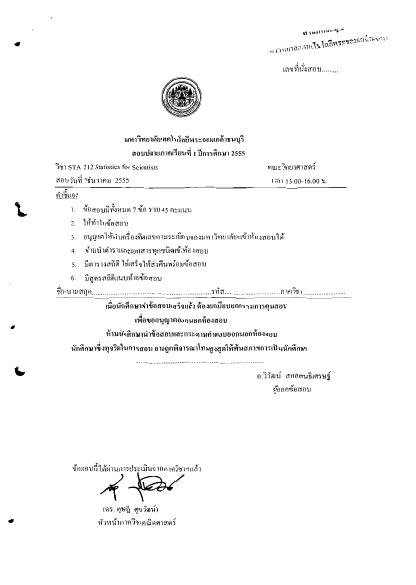 เลขที่นั่งสอบ........
มหาวิทยาลัยเทคโนโลยีพระจอมเกล้าธนบุรี
สอบปลายภาคเรียนที่ 1 ปีการศึกษา 2555
วิชา STA 212 Statistics for Scientists คณะวิทยาศาสตร์
สอบวันที่ ธันวาคม 2555 เวลา 13.00-16.00 น.
คำชี้แจง
1. ข้อสอบมีทั้งหมด 7 ข้อ รวม 45 คะแนน
2. ให้ทำในข้อสอบ
3. อนุญาตให้นำเครื่องคิดเลขตามระเบียบของมหาวิทยาลัยเข้าห้องสอบได้
4. ห้ามนำตำราและเอกสารทุกชนิดเข้าห้องสอบ
5. มีตารางสถิติ ให้ส่งคืนพร้อมข้อสอบ
6. มีสูตรสถิติแนบท้ายข้อสอบ
ชื่อ-นามสกุล.................................................. รหัส..................ภาควิชา ..................
เมื่อนักศึกษาทำข้อสอบเสร็จแล้ว ต้องยกมือบอกกรรมการคุมสอบ
เพื่อขออนุญาตออกนอกห้องสอบ
ห้ามนักศึกษานำข้อสอบและกระดาษคำตอบออกนอกห้องสอบ
นักศึกษาซึ่งทุจริตในการสอบ อาจถูกพิจารณาโทษสูงสุดให้พ้นสภาพการเป็นนักศึกษา
อ.วิวัฒน์
ผู้ออกข้อสอบ
ข้อสอบนี้ได้ผ่านการประเมินจากภาควิชาฯแล้ว
(ดร. ดุษฎี ศุขวัฒน์)
หัวหน้าภาควิชาคณิตศาสตร์